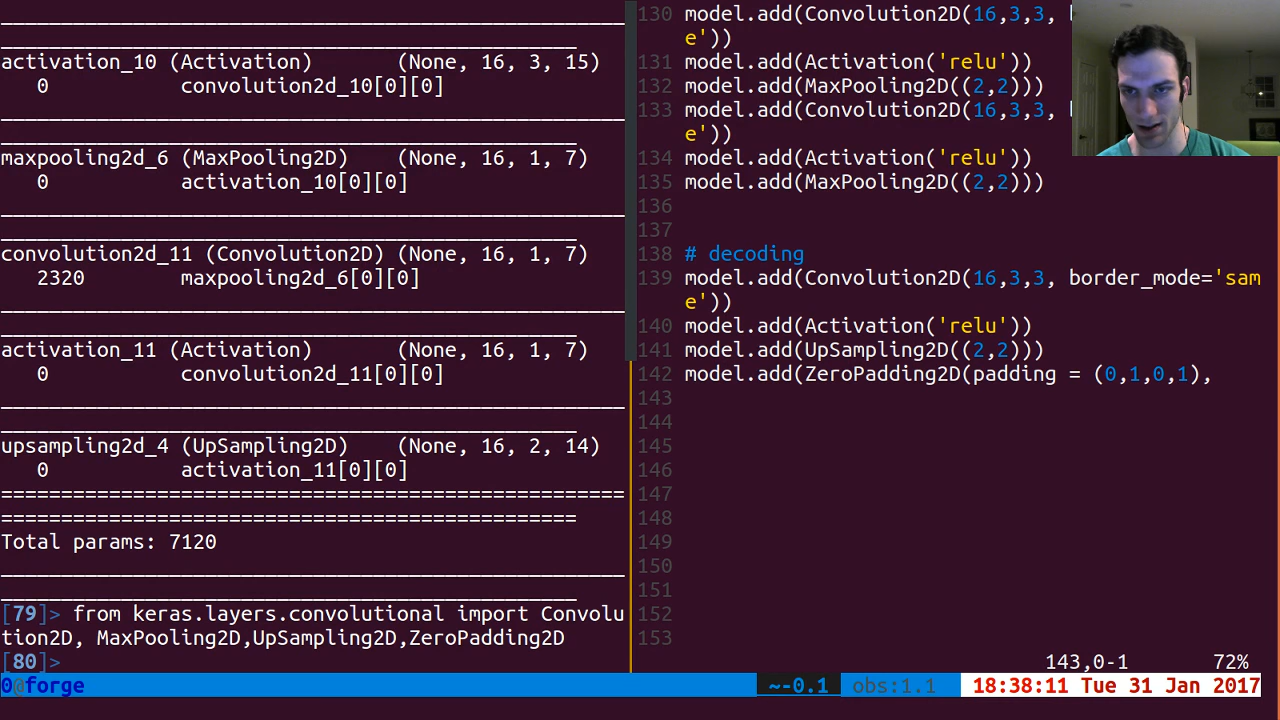 activation_10 (Activation) (None, 16, 3, 15)
0 convolution2d_10[0][0]
maxpooling2d_6 (MaxPooling2D) (None, 16, 1, 7)
0 activation_10[0][0]
convolution2d_11 (Convolution2D) (None, 16, 1, 7)
2320 maxpooling2d_6[0][0]
activation_11 (Activation) (None, 16, 1, 7)
0 convolution2d_11[0][0]
upsampling2d_4 (UpSampling2D) (None, 16, 2, 14)
0 activation_11[0][0]
====================================================
================================================
Total params: 7120
[79]> from keras.layers.convolutional import Convolu
tion2D, MaxPooling2D,UpSampling2D,ZeroPadding2D
[80]>
130 model.add(Convolution2D(16,3,3,
e'))
131 model.add(Activation('relu'))
132 model.add(MaxPooling2D((2,2)))
133 model.add(Convolution2D(16,3,3,
e'))
134 model.add(Activation('relu'))
135 model.add(MaxPooling2D((2,2)))
136
137
138 # decoding
139 model.add(Convolution2D(16,3,3, border_mode='sam
e'))
140 model.add(Activation('relu'))
141 model.add(UpSampling2D((2,2)))
142 model.add(ZeroPadding2D(padding = (0,1,0,1),
143
144
145
146
147
148
149
150
151
152
153
143,0-1 72%
0@forge ~-0.1 obs:1.1 18:38:11 Tue 31 Jan 2017